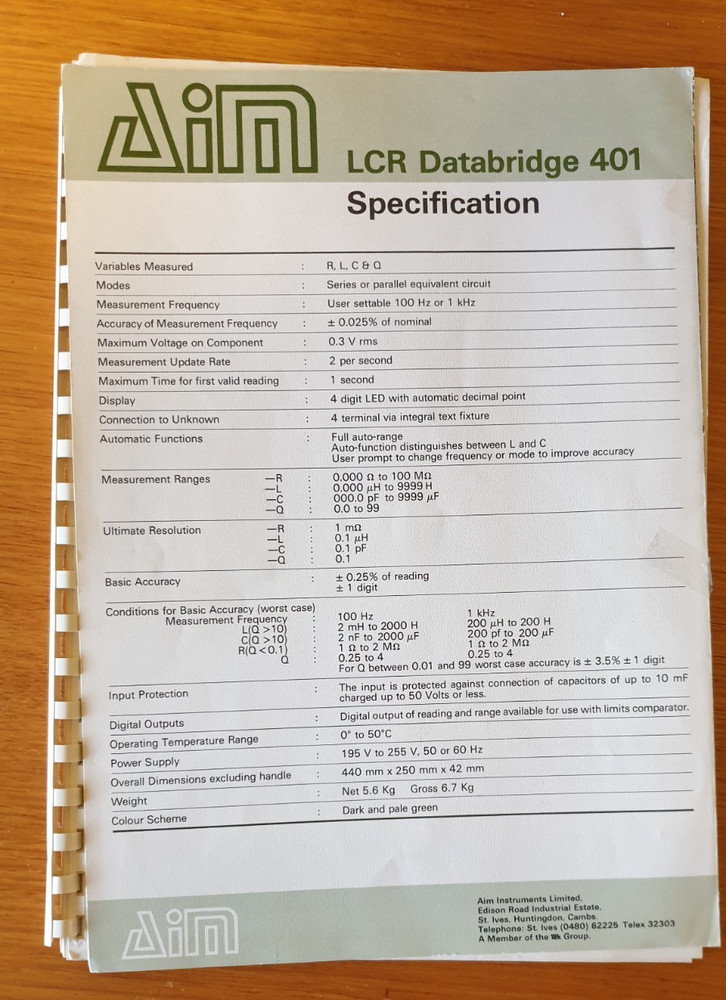 Aim
LCR Databridge 401
Specification
Variables Measured : R, L, C & Q
Modes : Series or parallel equivalent circuit
Measurement Frequency : User settable 100 Hz or 1 kHz
Accuracy of Measurement Frequency : ± 0.025% of nominal
Maximum Voltage on Component : 0.3 V rms
Measurement Update Rate : 2 per second
Maximum Time for first valid reading : 1 second
Display : 4 digit LED with automatic decimal point
Connection to Unknown : 4 terminal via integral text fixture
Automatic Functions : Full auto-range
Auto-function distinguishes between L and C
User prompt to change frequency or mode to improve accuracy
Measurement Ranges —R : 0.000 Ω to 100 MΩ
—L : 0.000 μH to 9999 H
—C : 000.0 pF to 9999 μF
—Q : 0.0 to 99
Ultimate Resolution —R : 1 mΩ
—L : 0.1 μH
—C : 0.1 pF
—Q : 0.1
Basic Accuracy : ± 0.25% of reading
± 1 digit
Conditions for Basic Accuracy (worst case)
Measurement Frequency : 100 Hz 1 kHz
L(Q >10) : 2 mH to 2000 H 200 μH to 200 H
C(Q >10) : 2 nF to 2000 μF 200 pf to 200 μF
R(Q <0.1) : 1 Ω to 2 MΩ 1 Ω to 2 MΩ
Q : 0.25 to 4 0.25 to 4
For Q between 0.01 and 99 worst case accuracy is ± 3.5% ± 1 digit
Input Protection : The input is protected against connection of capacitors of up to 10 mF
charged up to 50 Volts or less.
Digital Outputs : Digital output of reading and range available for use with limits comparator.
Operating Temperature Range : 0° to 50°C
Power Supply : 195 V to 255 V, 50 or 60 Hz
Overall Dimensions excluding handle : 440 mm x 250 mm x 42 mm
Weight : Net 5.6 Kg Gross 6.7 Kg
Colour Scheme : Dark and pale green
Aim
Aim Instruments Limited,
Edison Road Industrial Estate,
St. Ives, Huntingdon, Cambs.
Telephone: St. Ives (0480) 62225 Telex 32303
A Member of the Group.